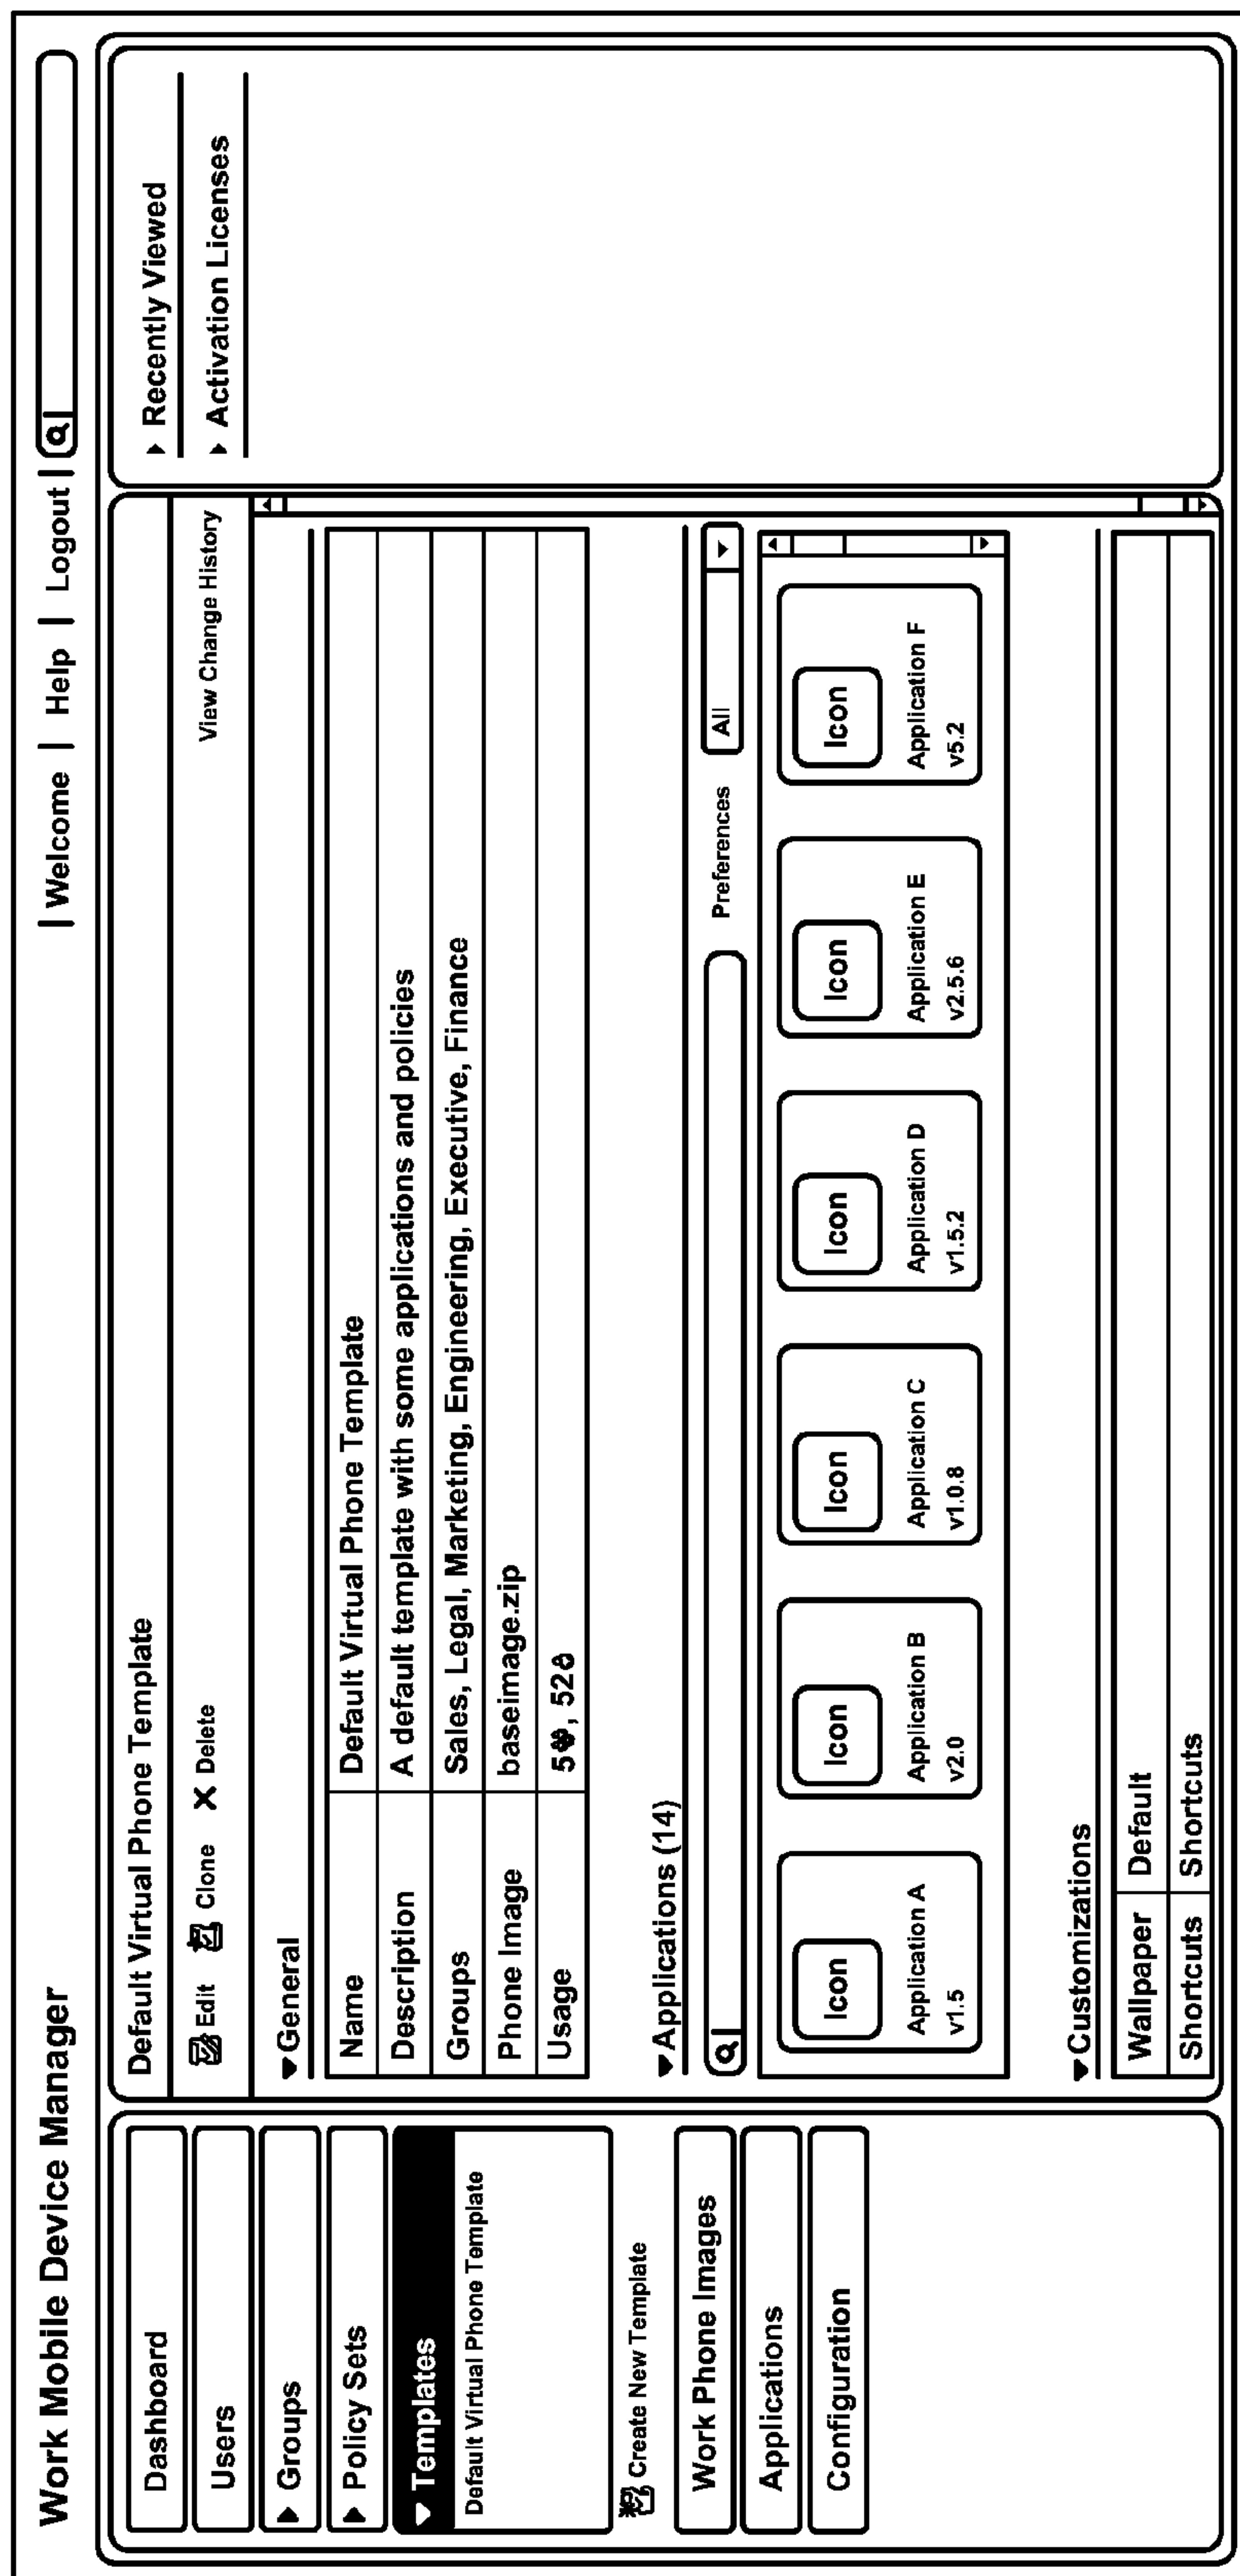 Work Mobile Device Manager
| Welcome | Help | Logout |
Dashboard
Users
Groups
Policy Sets
Templates
Default Virtual Phone Template
Create New Template
Work Phone Images
Applications
Configuration
Default Virtual Phone Template
Edit Clone Delete View Change History
General
Name Default Virtual Phone Template
Description A default template with some applications and policies
Groups Sales, Legal, Marketing, Engineering, Executive, Finance
Phone Image baseimage.zip
Usage 5, 52
Applications (14)
Preferences All
Icon Icon Icon Icon Icon Icon
Application A Application B Application C Application D Application E Application F
v1.5 v2.0 v1.0.8 v1.5.2 v2.5.6 v5.2
Customizations
Wallpaper Default
Shortcuts Shortcuts
Recently Viewed
Activation Licenses